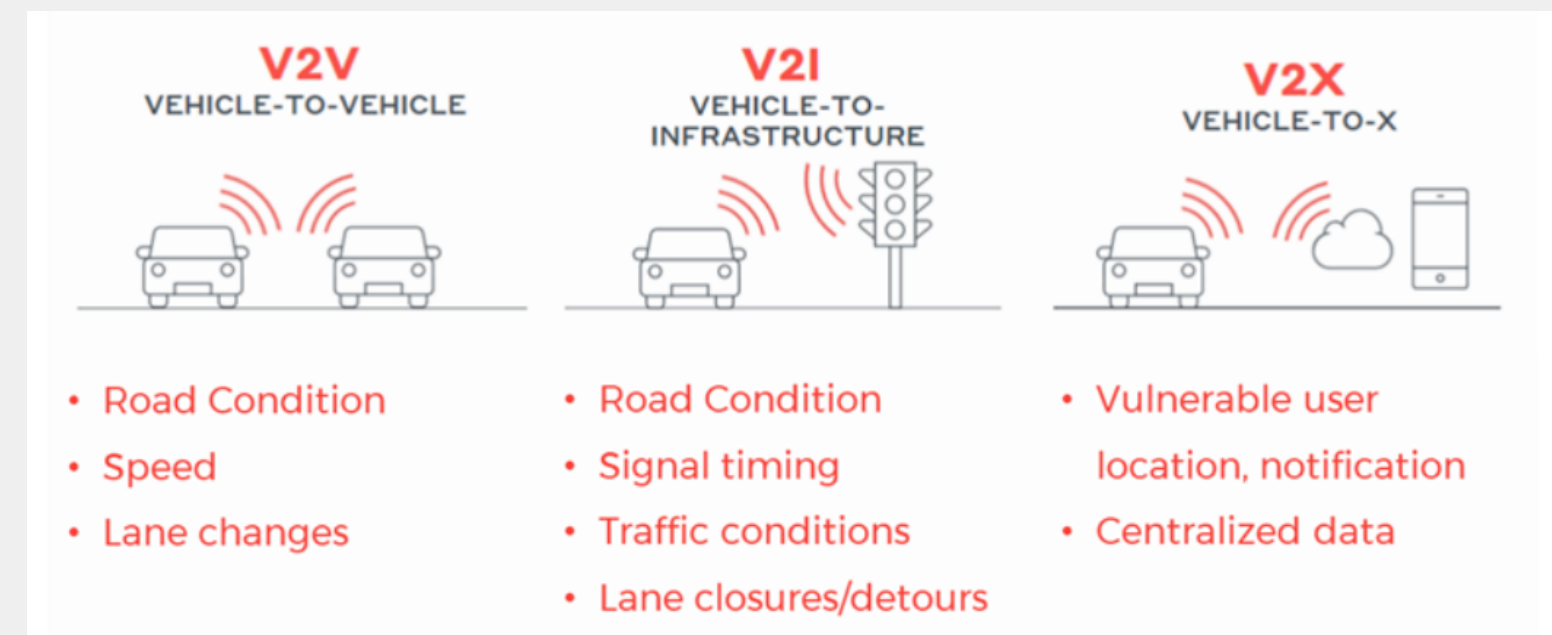 V2V
VEHICLE-TO-VEHICLE
• Road Condition
• Speed
• Lane changes
V2I
VEHICLE-TO-
INFRASTRUCTURE
• Road Condition
• Signal timing
• Traffic conditions
• Lane closures/detours
V2X
VEHICLE-TO-X
• Vulnerable user
location, notification
• Centralized data